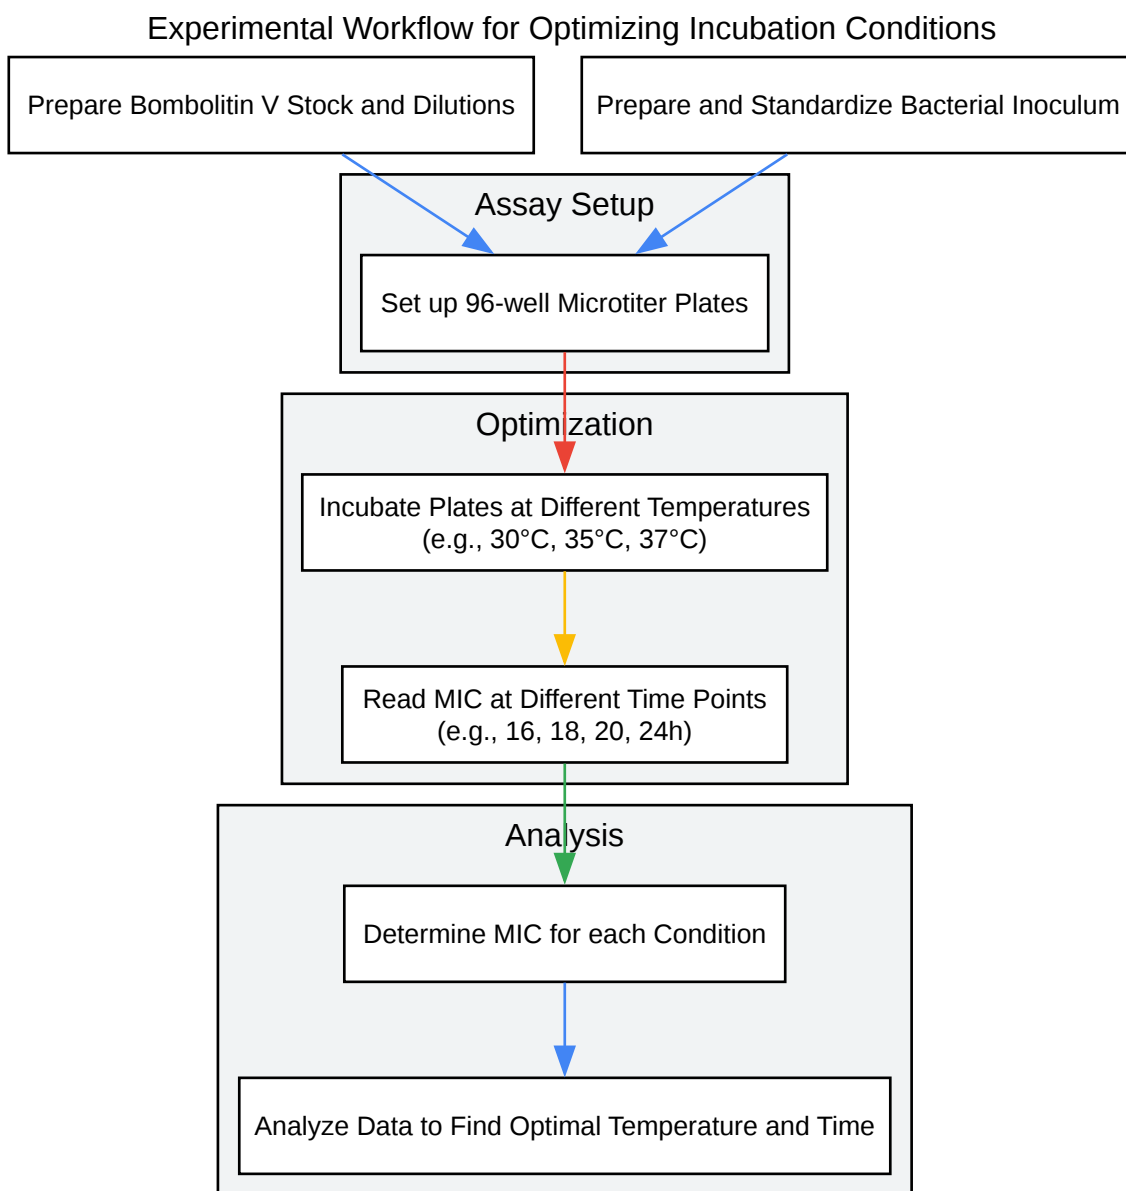 Experimental Workflow for Optimizing Incubation Conditions
Prepare Bombolitin V Stock and Dilutions
Prepare and Standardize Bacterial Inoculum
Assay Setup
Set up 96-well Microtiter Plates
Optimization
Incubate Plates at Different Temperatures
(e.g., 30°C, 35°C, 37°C)
Read MIC at Different Time Points
(e.g., 16, 18, 20, 24h)
Analysis
Determine MIC for each Condition
Analyze Data to Find Optimal Temperature and Time